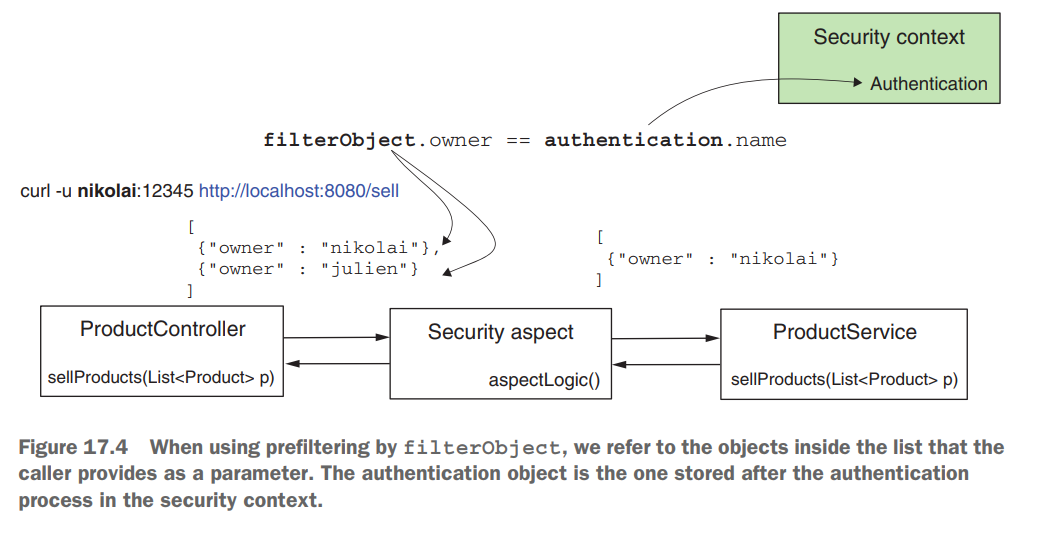 Security context
Authentication
filterObject.owner == authentication.name
curl -u nikolai:12345 http://localhost:8080/sell
[
{"owner" : "nikolai"},
{"owner" : "julien"}
]
[
{"owner" : "nikolai"}
]
ProductController
sellProducts(List<Product> p)
Security aspect
aspectLogic()
ProductService
sellProducts(List<Product> p)
Figure 17.4 When using prefiltering by filterObject, we refer to the objects inside the list that the
caller provides as a parameter. The authentication object is the one stored after the authentication
process in the security context.